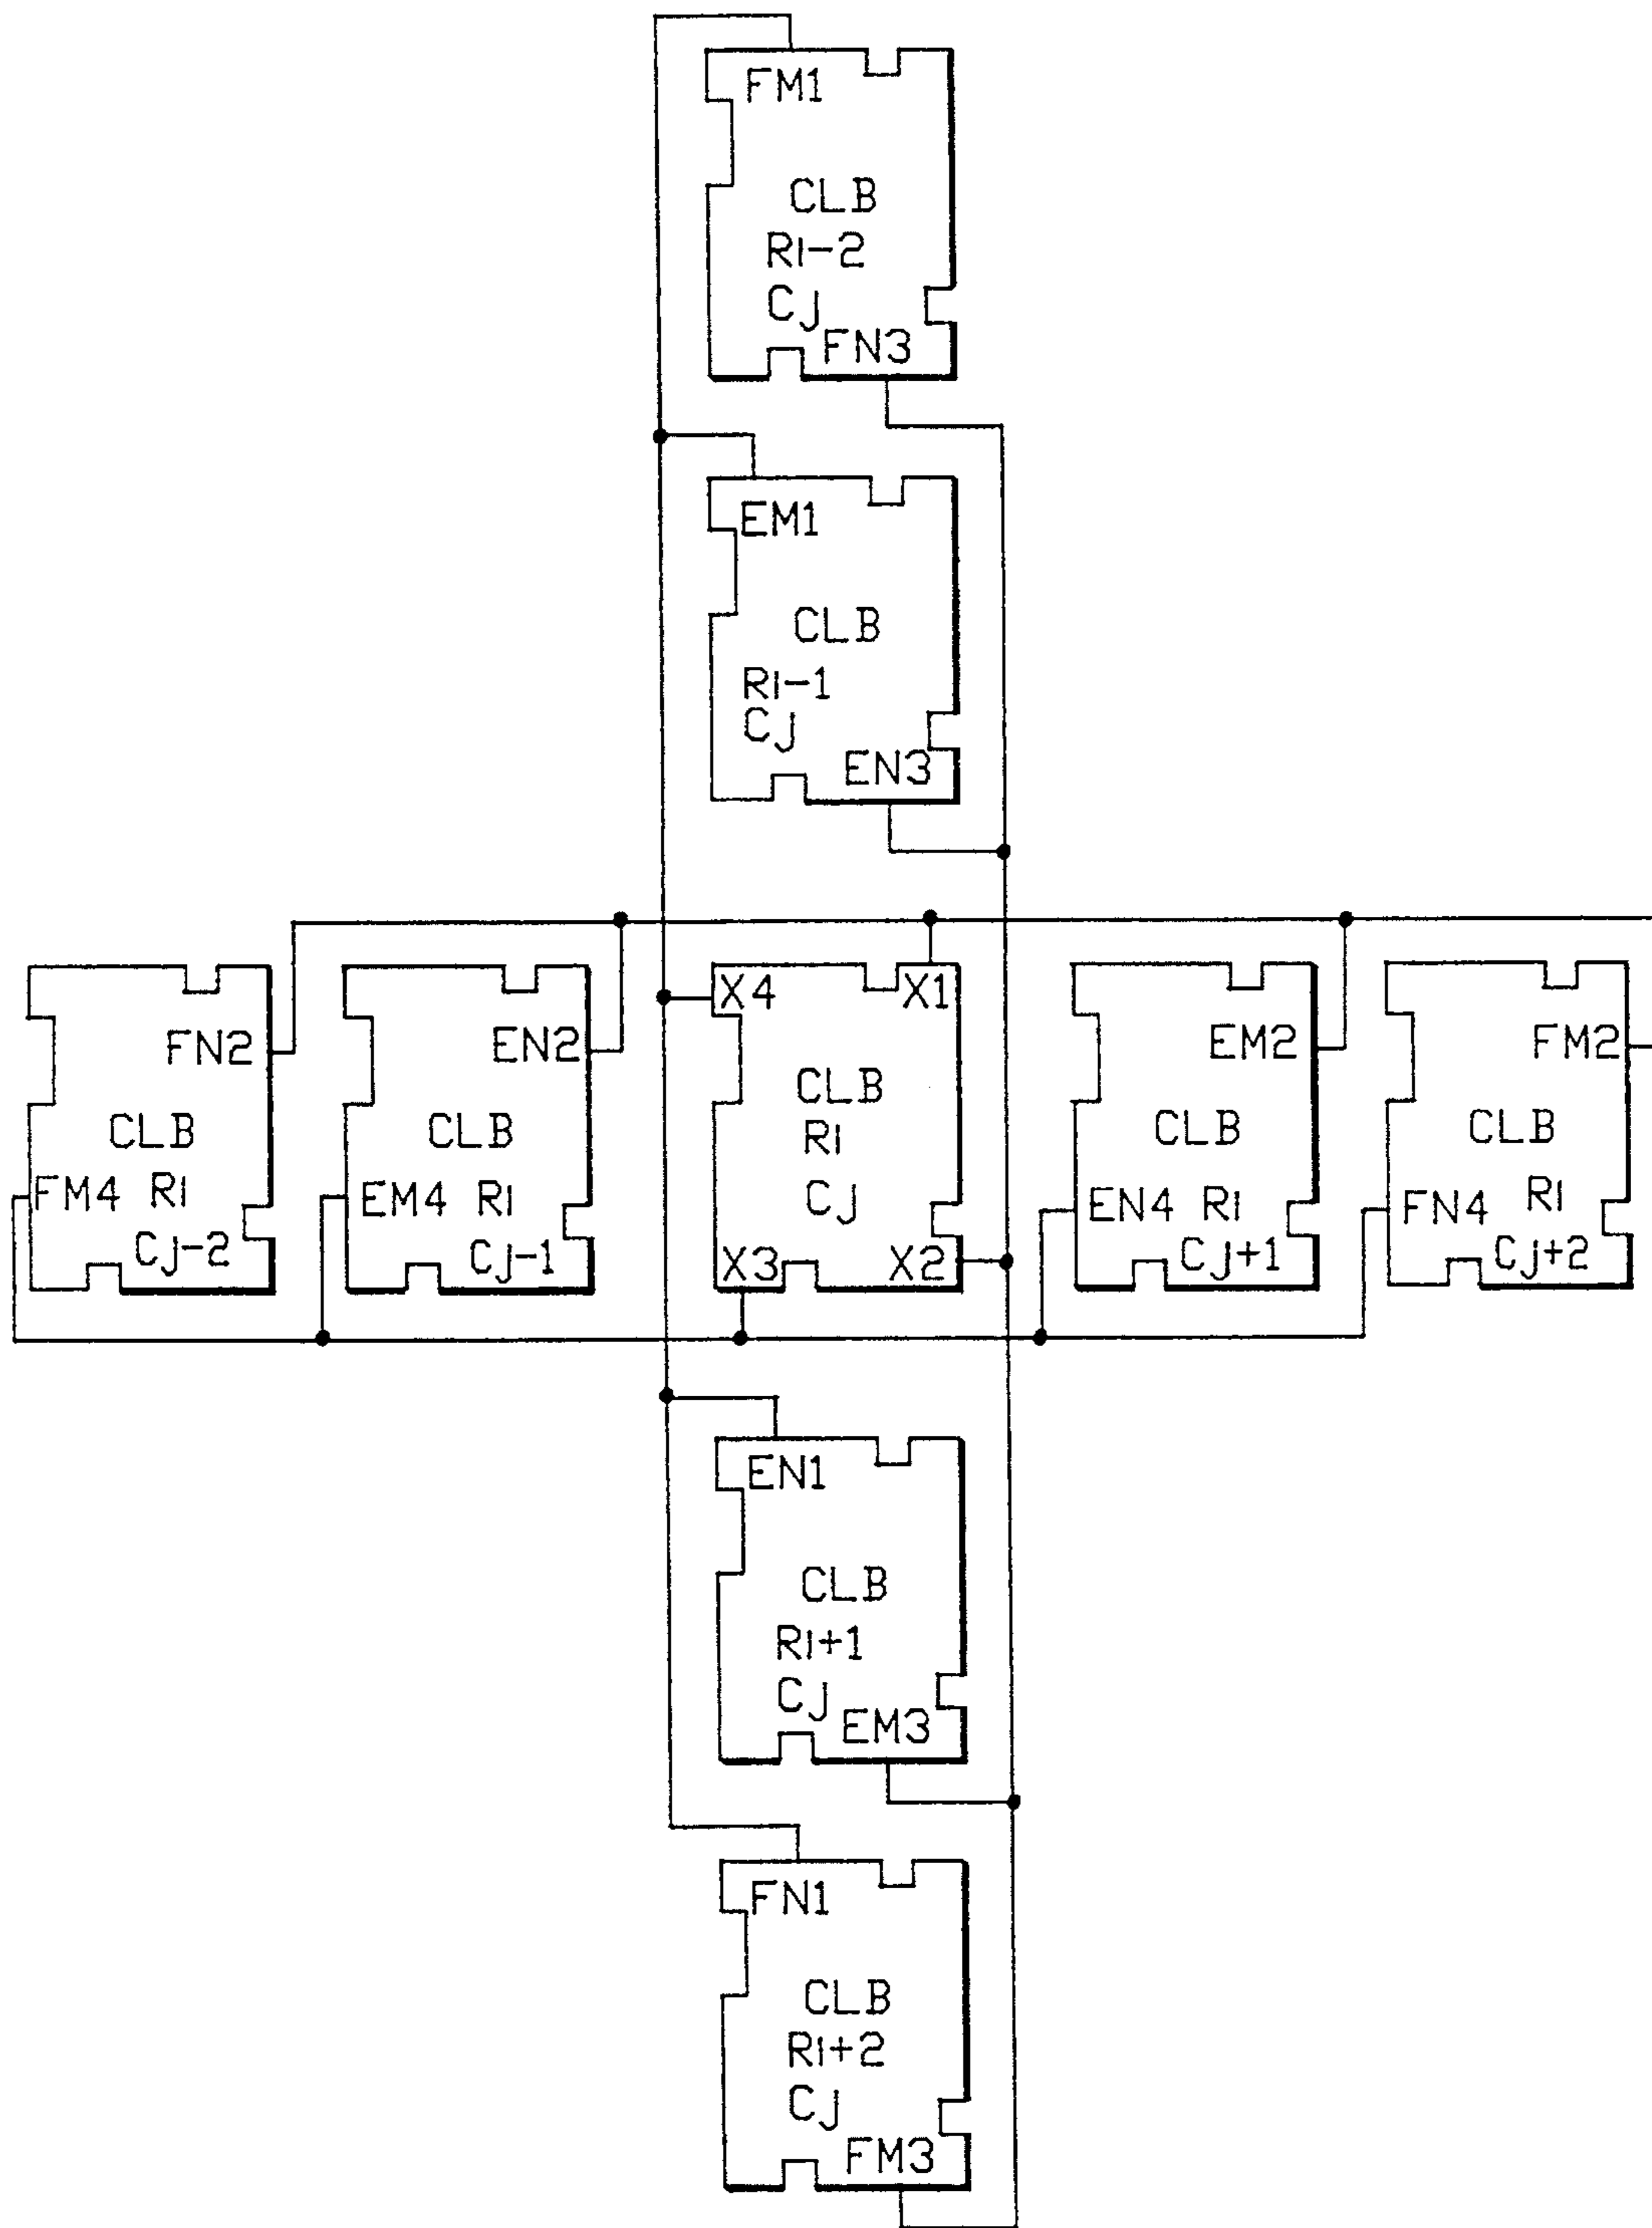 FM1
CLB
Ri-2
Cj
FN3
EM1
CLB
Ri-1
Cj
EN3
FN2
CLB
FM4 Ri
Cj-2
EN2
CLB
EM4 Ri
Cj-1
X4 X1
CLB
Ri
Cj
X3 X2
EM2
CLB
EN4 Ri
Cj+1
FM2
CLB
FN4 Ri
Cj+2
EN1
CLB
Ri+1
Cj
EM3
FN1
CLB
Ri+2
Cj
FM3